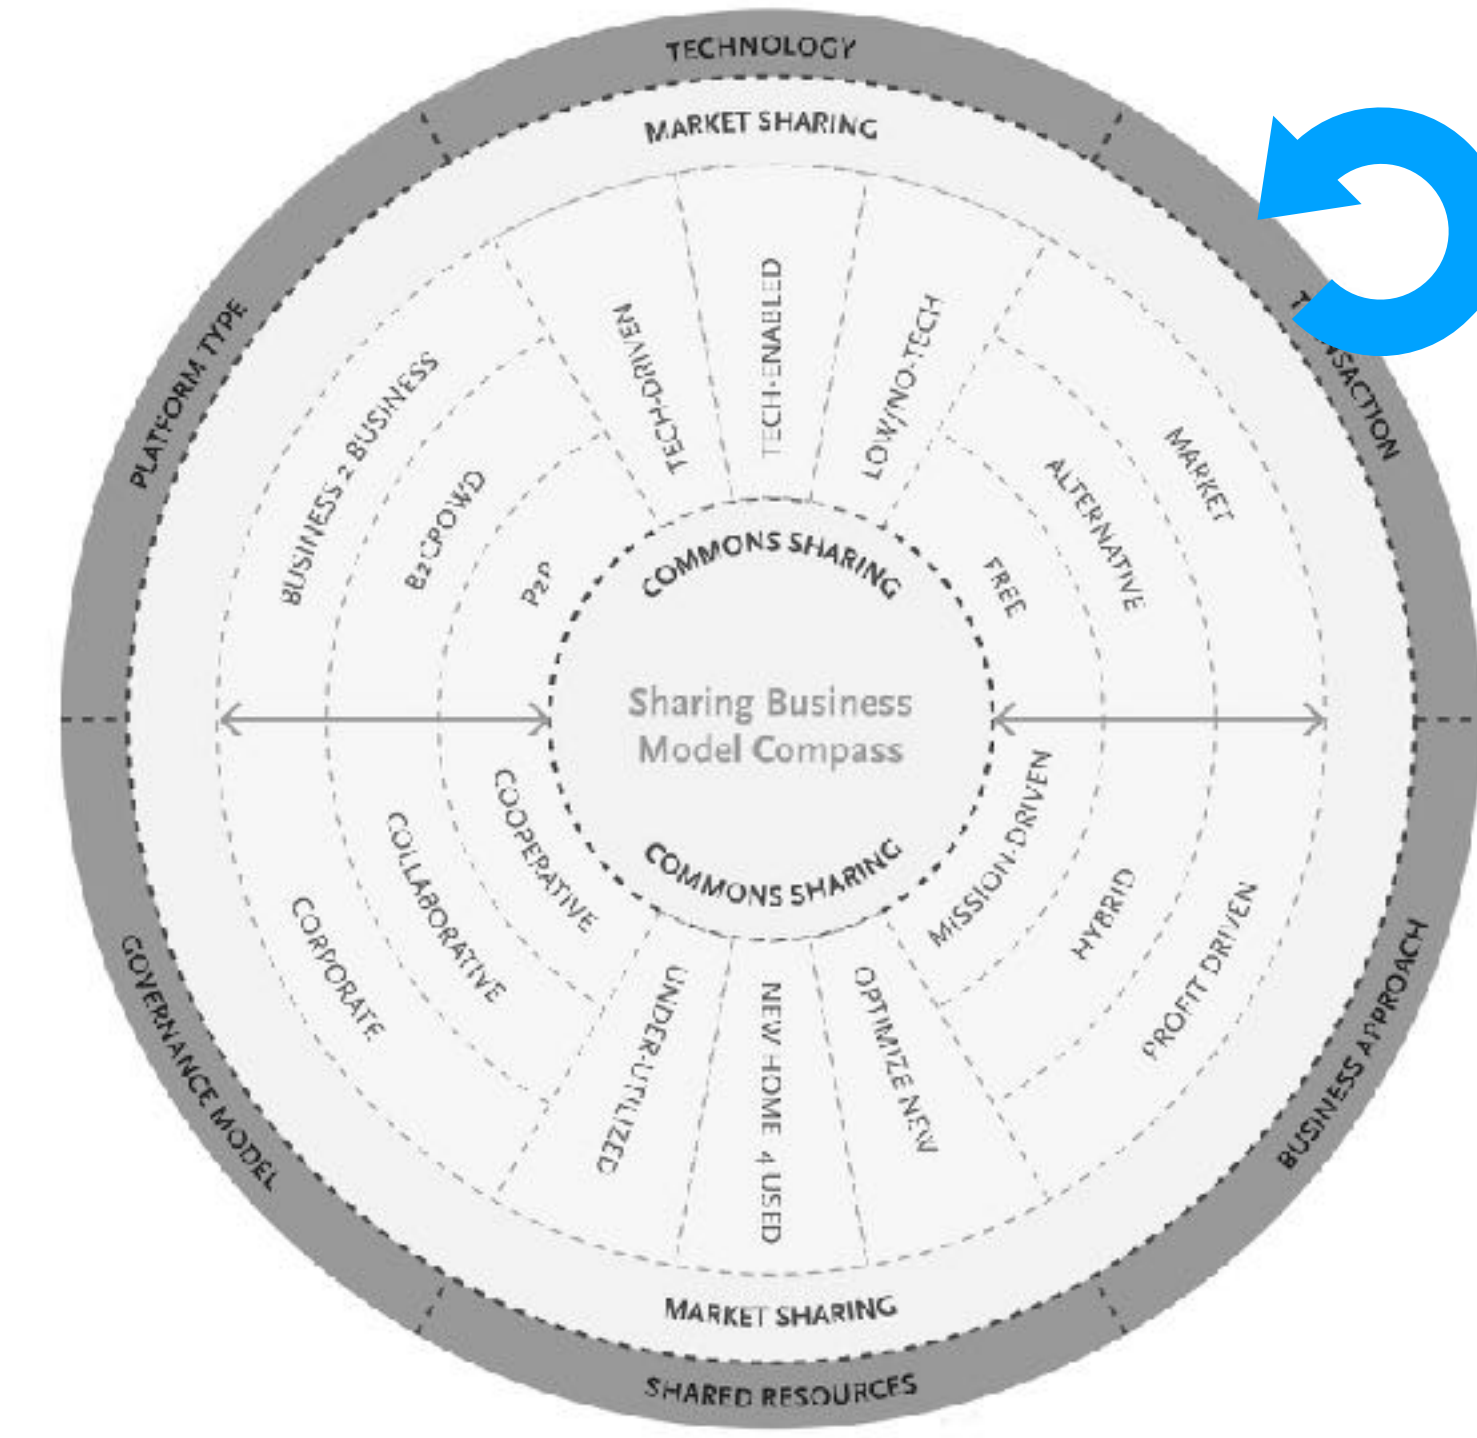 TECHNOLOGY
MARKET SHARING
PLATFORM TYPE
BUSINESS 2 BUSINESS
B2CPOWD
P2P
TECH-DRIVEN
TECH-ENABLED
LOW/NO-TECH
FREE
ALTERNATIVE
MARKET
COMMONS SHARING
Sharing Business
Model Compass
COMMONS SHARING
GOVERNANCE MODEL
CORPORATE
COLLABORATIVE
COOPERATIVE
UNDER-UTILIZED
NEW HOME 4 USED
OPTIMIZE NEW
MISSION-DRIVEN
HYBRID
PROFIT DRIVEN
BUSINESS APPROACH
MARKET SHARING
SHARED RESOURCES